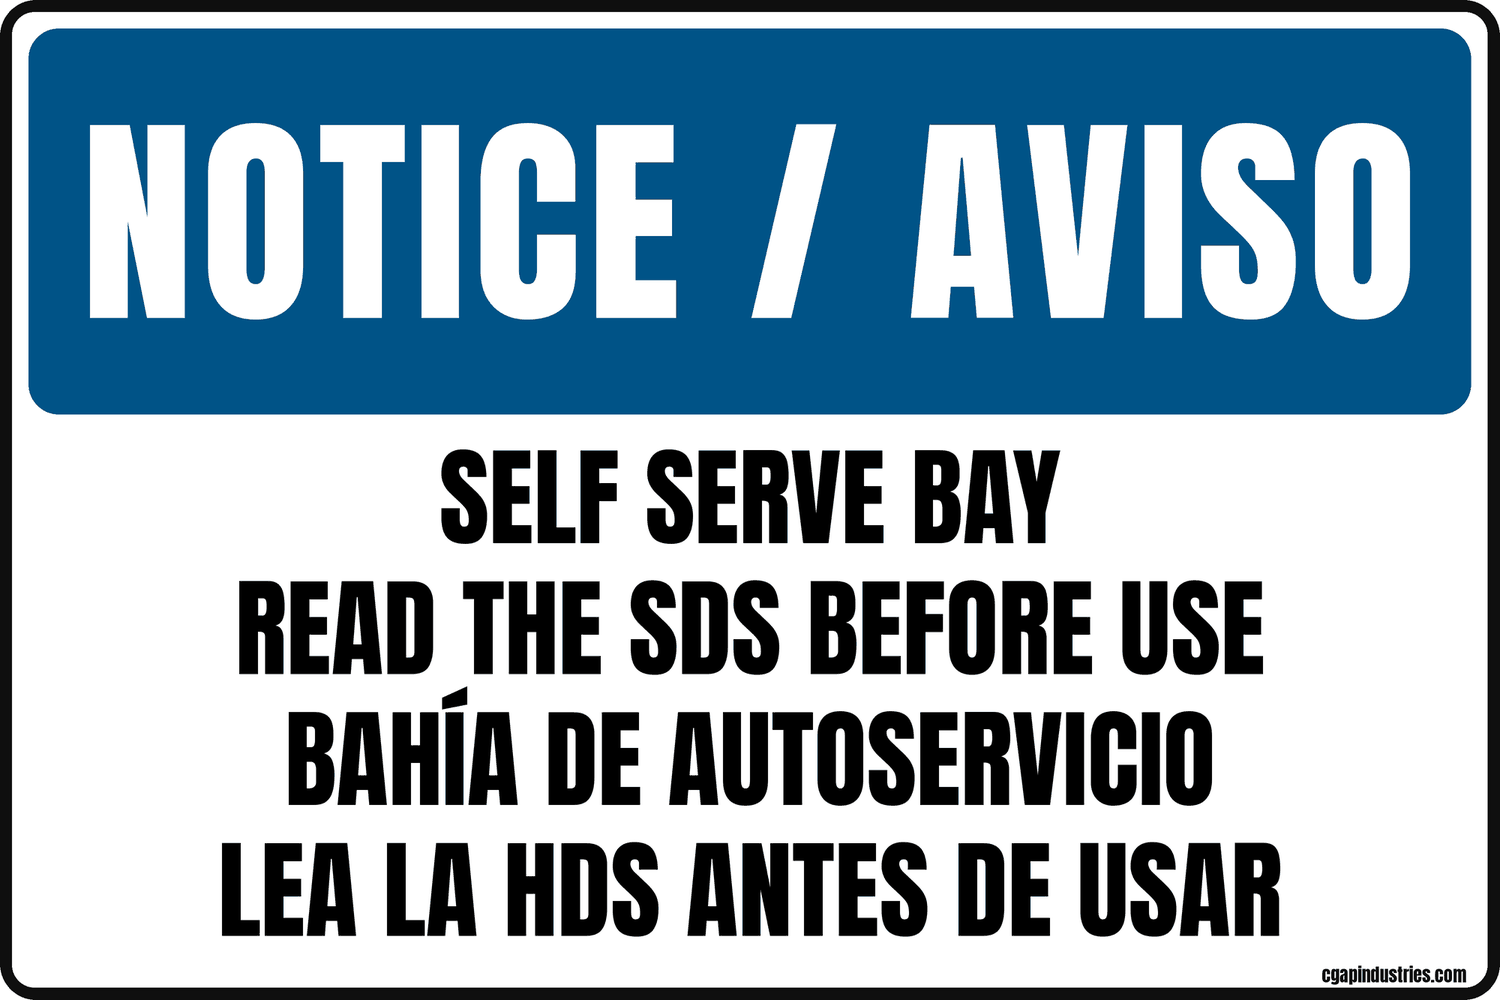 NOTICE / AVISO
SELF SERVE BAY
READ THE SDS BEFORE USE
BAHÍA DE AUTOSERVICIO
LEA LA HDS ANTES DE USAR
cgapindustries.com